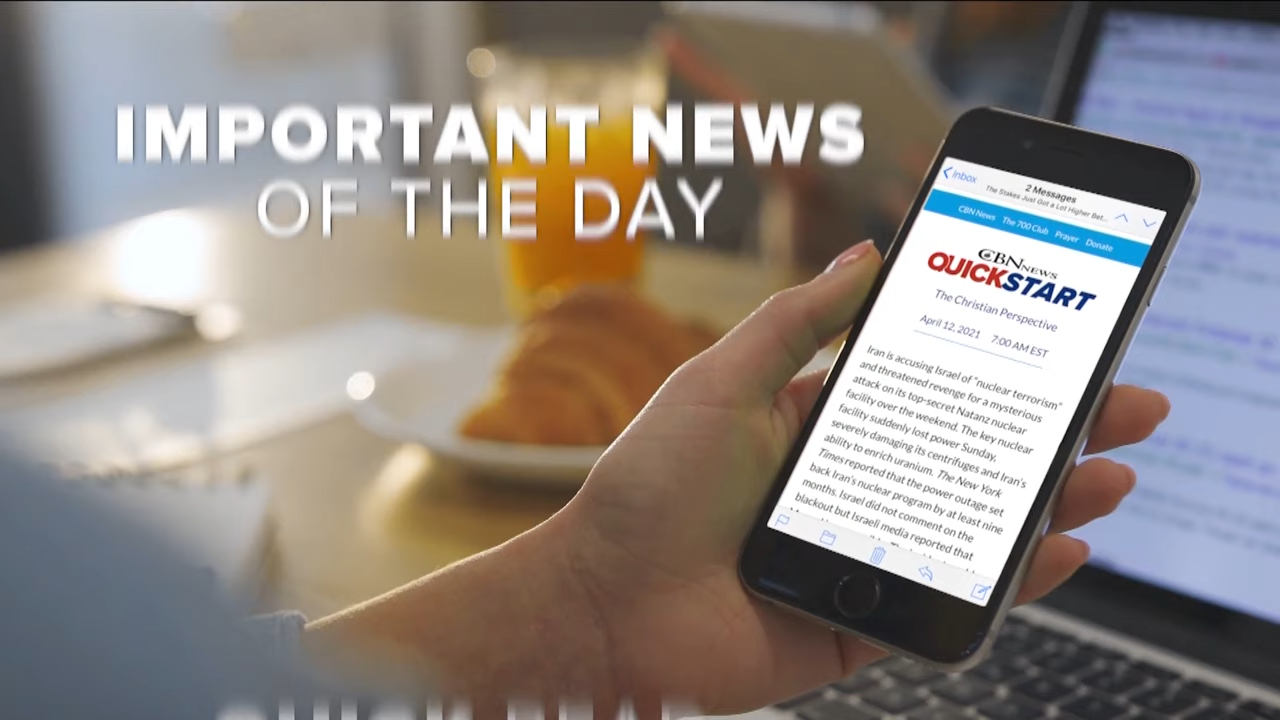 IMPORTANT NEWS
OF THE DAY
Inbox
2 Messages
The Stakes Just Got a Lot Higher Bet...
CBN News The 700 Club Prayer Donate
CBN NEWS
QUICKSTART
The Christian Perspective
April 12, 2021 7:00 AM EST
Iran is accusing Israel of "nuclear terrorism"
and threatened revenge for a mysterious
attack on its top-secret Natanz nuclear
facility over the weekend. The key nuclear
facility suddenly lost power Sunday,
severely damaging its centrifuges and Iran's
ability to enrich uranium. The New York
Times reported that the power outage set
back Iran's nuclear program by at least nine
months. Israel did not comment on the
blackout but Israeli media reported that